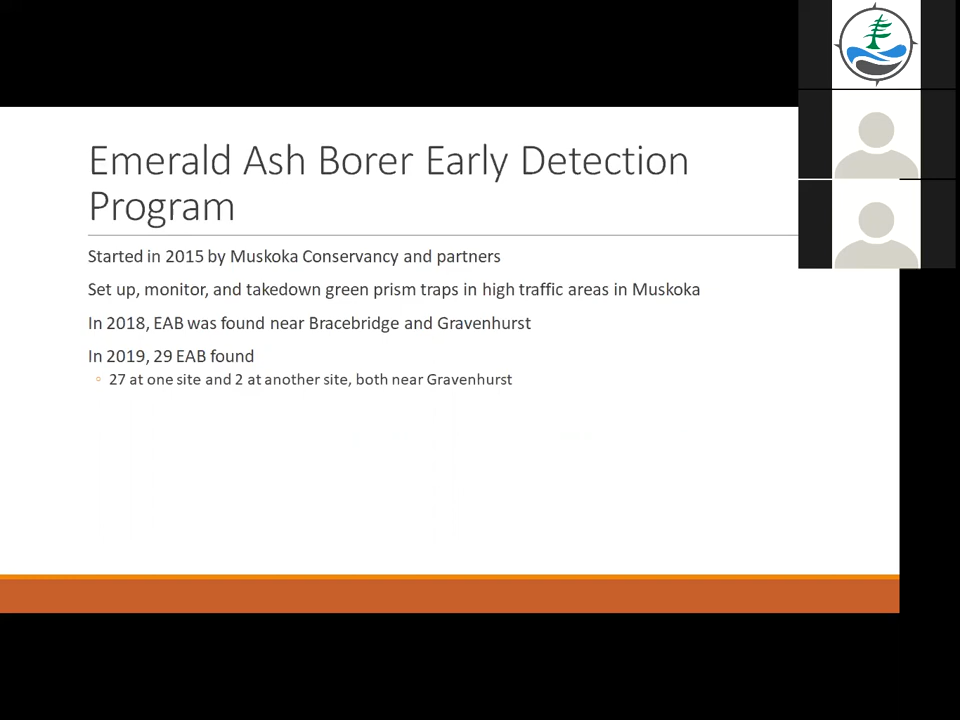 Emerald Ash Borer Early Detection
Program
Started in 2015 by Muskoka Conservancy and partners
Set up, monitor, and takedown green prism traps in high traffic areas in Muskoka
In 2018, EAB was found near Bracebridge and Gravenhurst
In 2019, 29 EAB found
◦ 27 at one site and 2 at another site, both near Gravenhurst